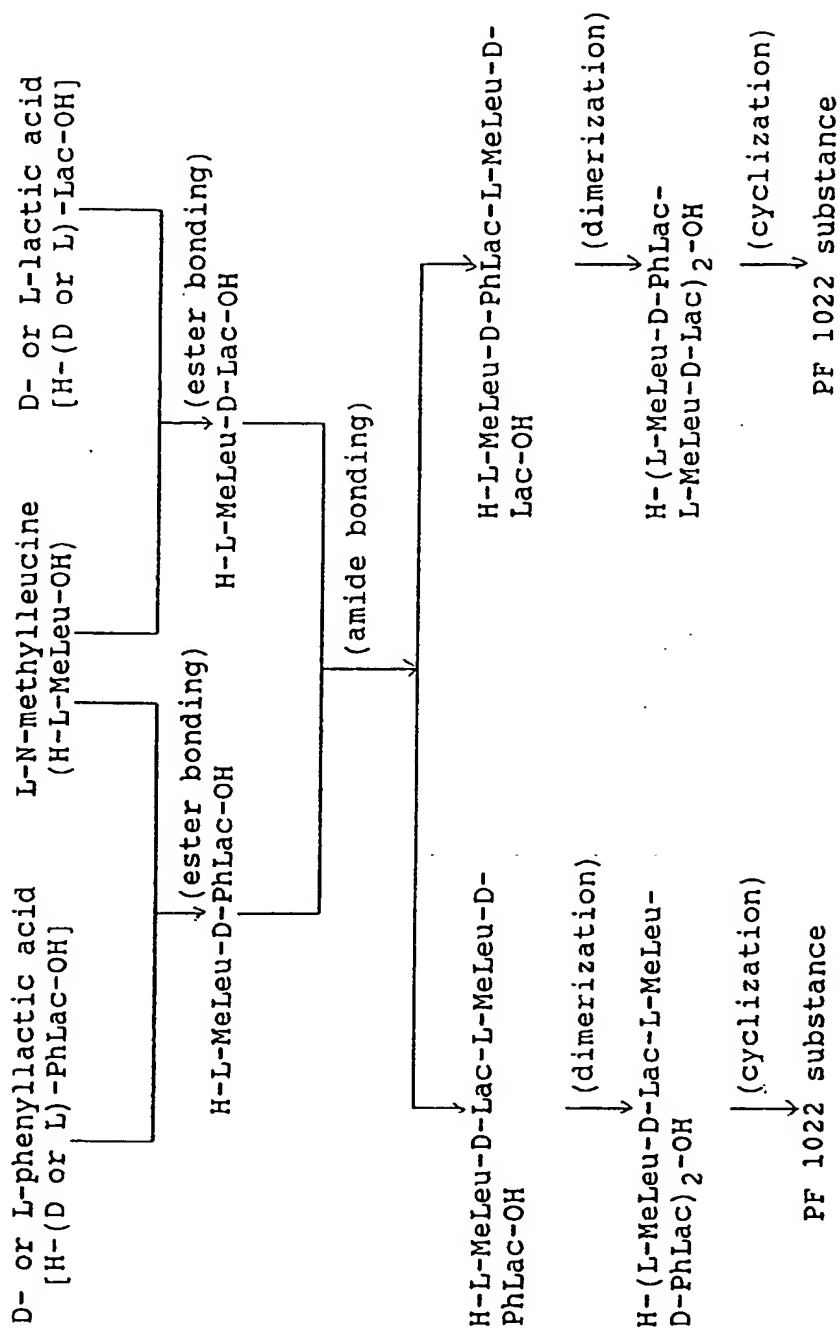 D- or L-phenyllactic acid
[H-(D or L)-PhLac-OH]
L-N-methylleucine
(H-L-MeLeu-OH)
D- or L-lactic acid
[H-(D or L)-Lac-OH]
(ester bonding)
H-L-MeLeu-D-PhLac-OH
(ester bonding)
H-L-MeLeu-D-Lac-OH
(amide bonding)
H-L-MeLeu-D-Lac-L-MeLeu-D-
PhLac-OH
(dimerization)
H-(L-MeLeu-D-Lac-L-MeLeu-
D-PhLac)2-OH
(cyclization)
PF 1022 substance
H-L-MeLeu-D-PhLac-L-MeLeu-D-
Lac-OH
(dimerization)
H-(L-MeLeu-D-PhLac-
L-MeLeu-D-Lac)2-OH
(cyclization)
PF 1022 substance